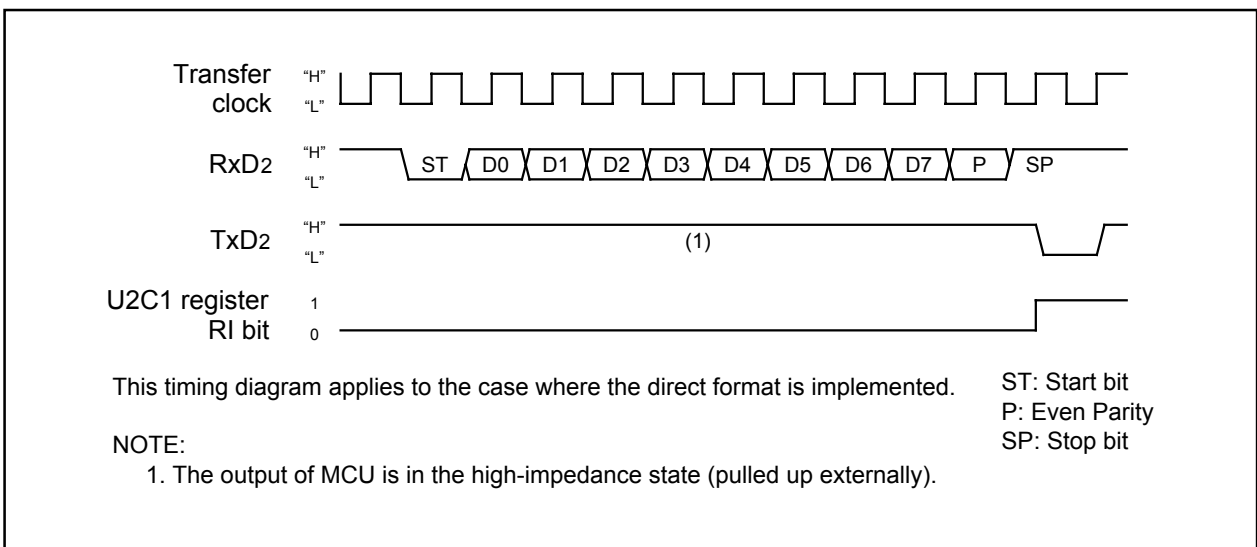 Transfer clock
“H”
“L”
RxD2
“H”
“L”
ST D0 D1 D2 D3 D4 D5 D6 D7 P SP
TxD2
“H”
“L”
(1)
U2C1 register
RI bit
1
0
This timing diagram applies to the case where the direct format is implemented.
ST: Start bit
P: Even Parity
SP: Stop bit
NOTE:
1. The output of MCU is in the high-impedance state (pulled up externally).